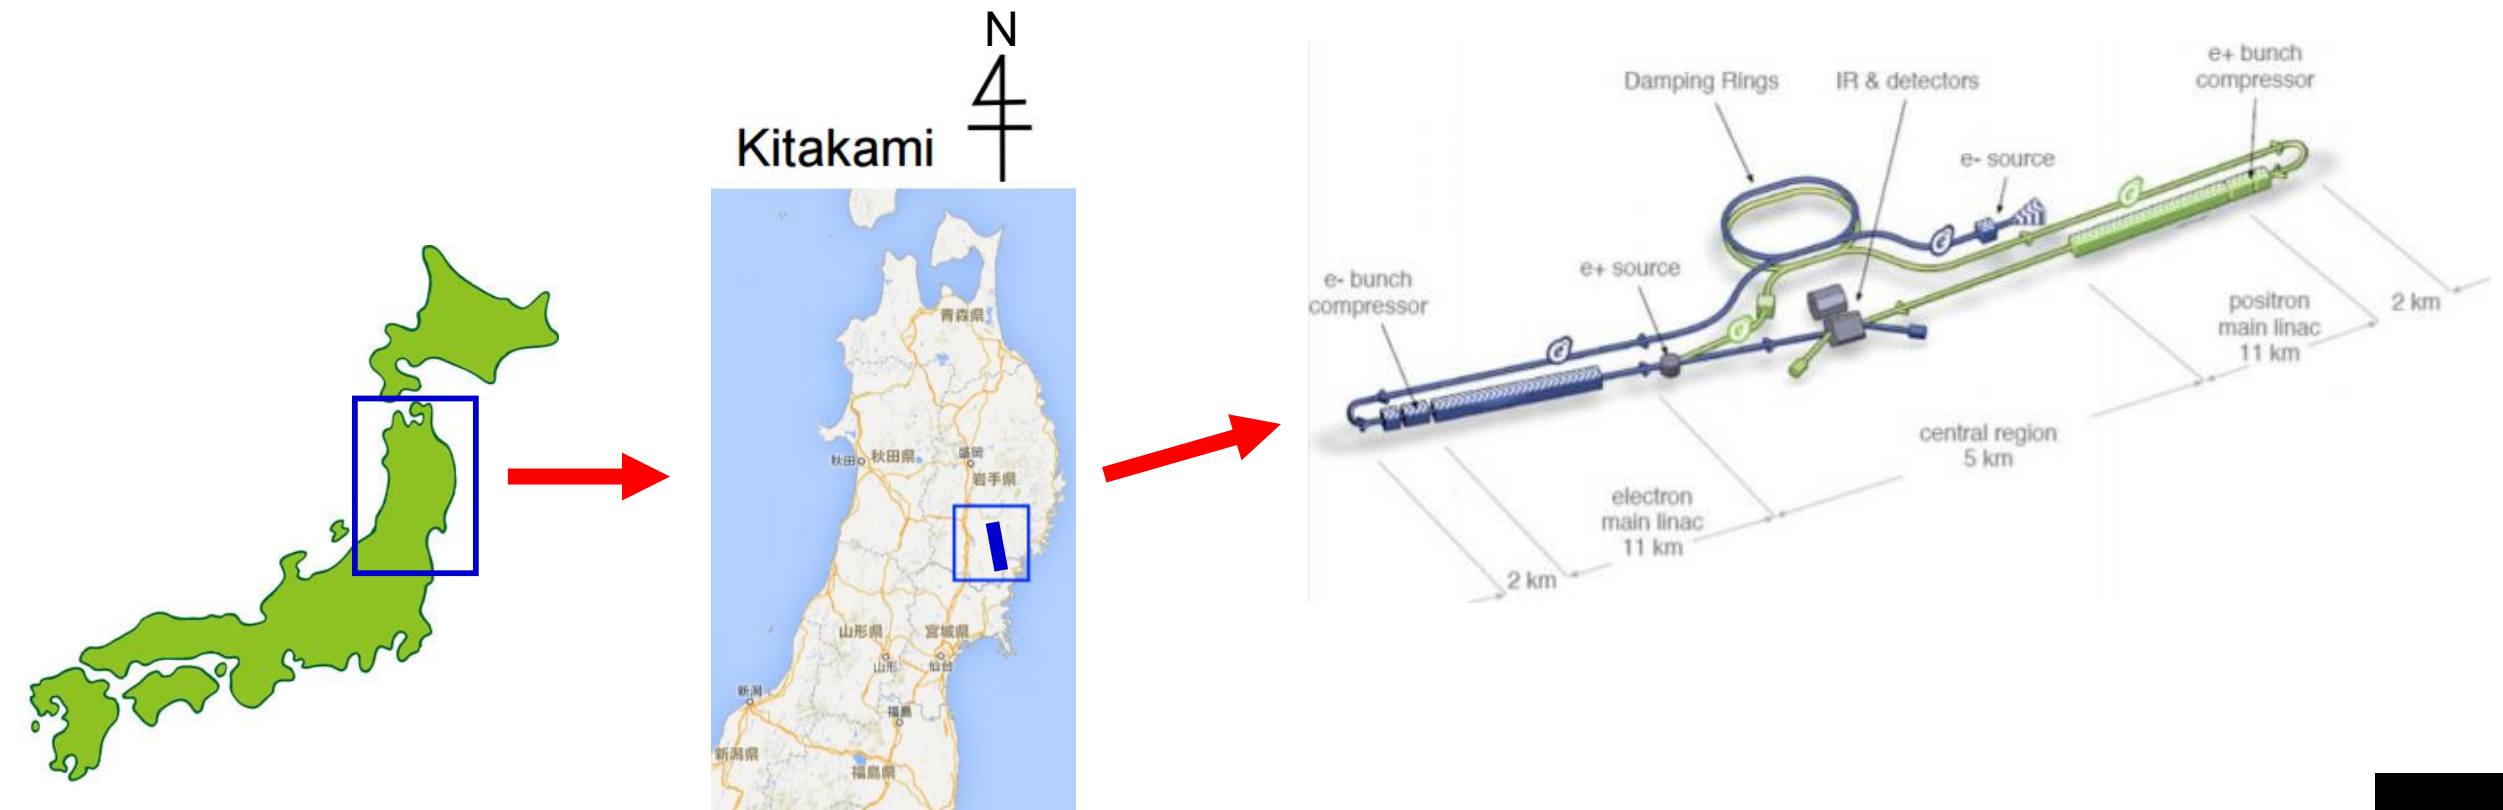 N
Kitakami
青森県
秋田
秋田県
盛岡
岩手県
山形県
宮城県
山形
仙台
新潟
福島
新潟県
福島県
Damping Rings
IR & detectors
e+ bunch
compressor
e- source
e- bunch
compressor
e+ source
positron
main linac
11 km
2 km
central region
5 km
electron
main linac
11 km
2 km